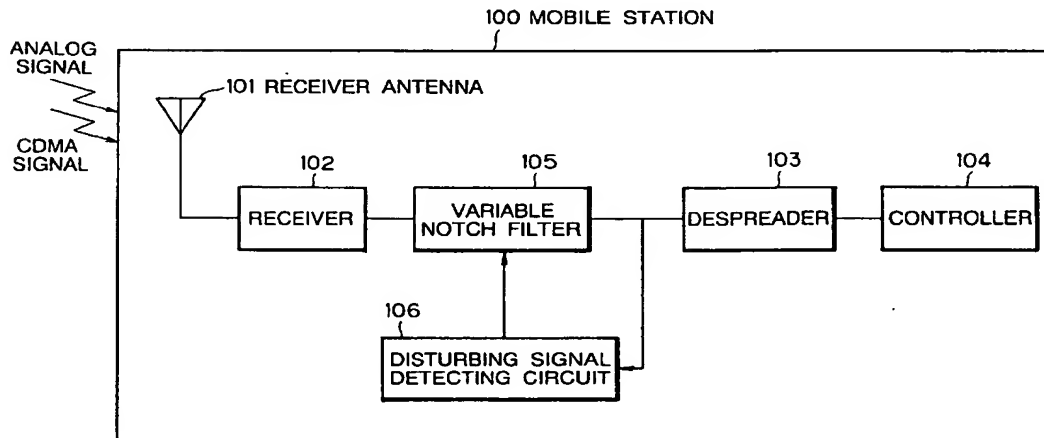 100 MOBILE STATION
ANALOG
SIGNAL
101 RECEIVER ANTENNA
CDMA
SIGNAL
102
105
103
104
RECEIVER
VARIABLE
NOTCH FILTER
DESPREADER
CONTROLLER
106
DISTURBING SIGNAL
DETECTING CIRCUIT